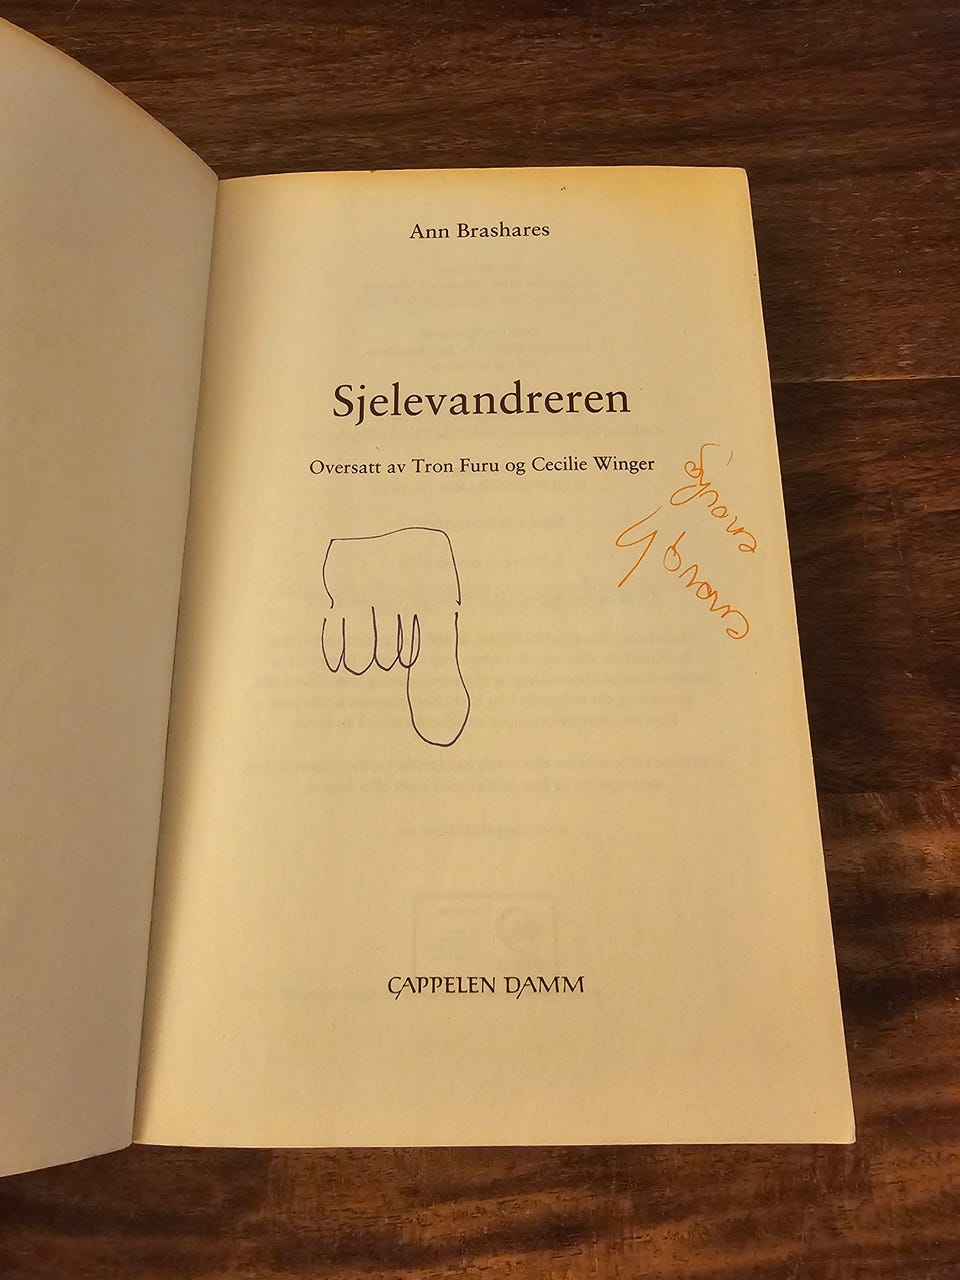 Ann Brashares
Sjelevandreren
Oversatt av Tron Furu og Cecilie Winger
CAPPELEN DAMM